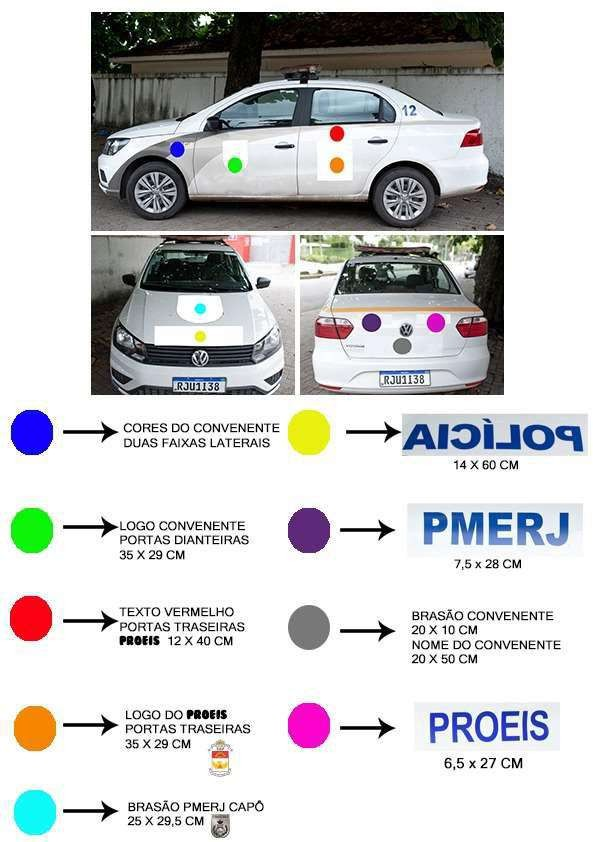 12
RJU1I38
RJU1I38
CORES DO CONVENENTE
DUAS FAIXAS LATERAIS
POLÍCIA
14 X 60 CM
LOGO CONVENENTE
PORTAS DIANTEIRAS
35 X 29 CM
PMERJ
7,5 x 28 CM
TEXTO VERMELHO
PORTAS TRASEIRAS
PROEIS 12 X 40 CM
BRASÃO CONVENENTE
20 X 10 CM
NOME DO CONVENENTE
20 X 50 CM
LOGO DO PROEIS
PORTAS TRASEIRAS
35 X 29 CM
PROEIS
6,5 x 27 CM
BRASÃO PMERJ CAPÔ
25 X 29,5 CM